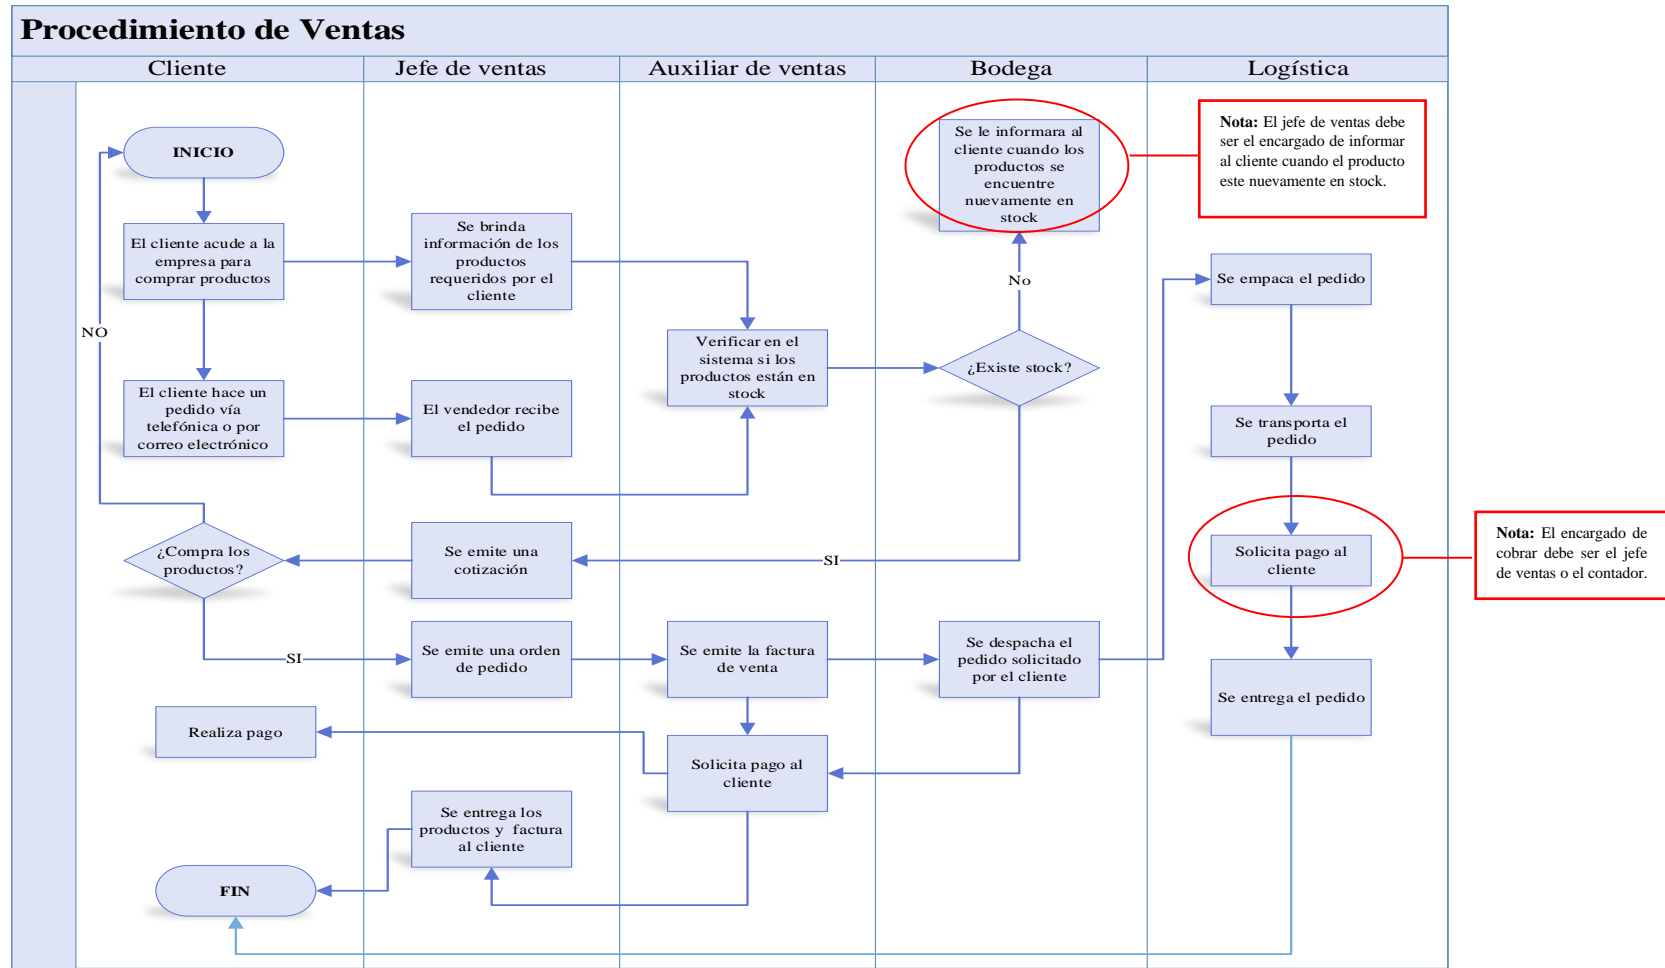 Procedimiento de Ventas
Cliente
Jefe de ventas
Auxiliar de ventas
Bodega
Logística
INICIO
El cliente acude a la
empresa para
comprar productos
NO
El cliente hace un
pedido vía
telefónica o por
correo electrónico
¿Compra los
productos?
SI
Realiza pago
FIN
Se brinda
información de los
productos
requeridos por el
cliente
El vendedor recibe
el pedido
Se emite una
cotización
Se emite una orden
de pedido
Se entrega los
productos y factura
al cliente
Verificar en el
sistema si los
productos están en
stock
SI
Se emite la factura
de venta
Solicita pago al
cliente
Se le informara al
cliente cuando los
productos se
encuentre
nuevamente en
stock
No
¿Existe stock?
Se despacha el
pedido solicitado
por el cliente
Se empaca el pedido
Se transporta el
pedido
Solicita pago al
cliente
Se entrega el pedido
Nota: El jefe de ventas debe
ser el encargado de informar
al cliente cuando el producto
este nuevamente en stock.
Nota: El encargado de
cobrar debe ser el jefe
de ventas o el contador.